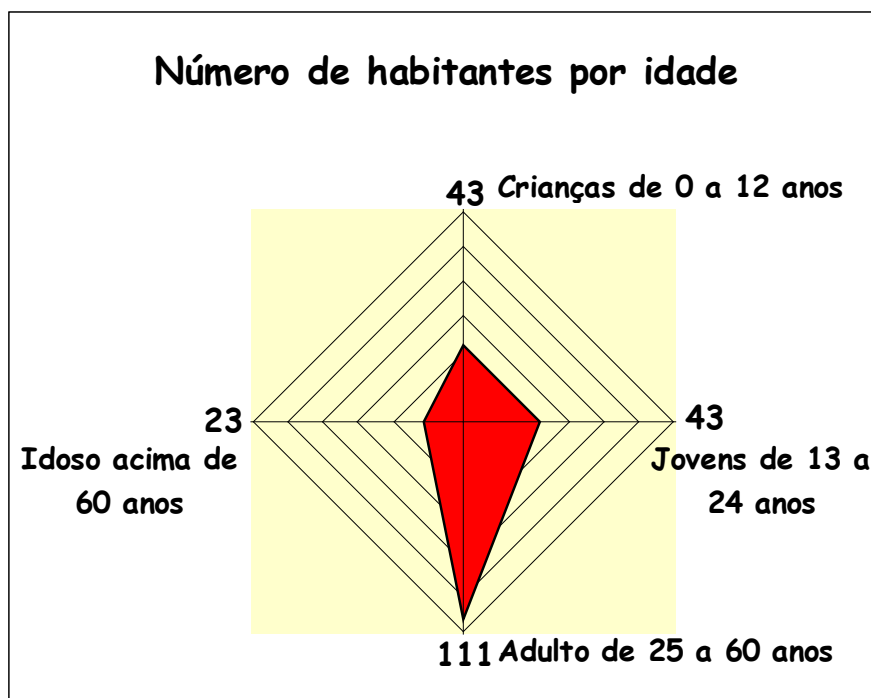 Número de habitantes por idade
43 Crianças de 0 a 12 anos
23
Idoso acima de
60 anos
43
Jovens de 13 a
24 anos
111 Adulto de 25 a 60 anos